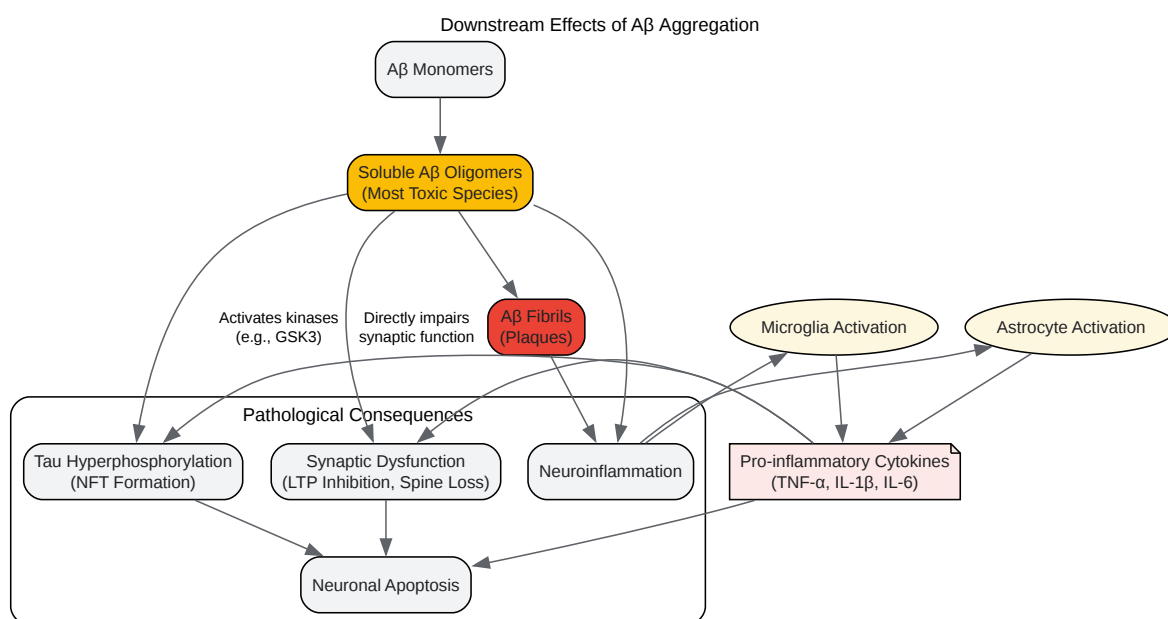 Downstream Effects of Aβ Aggregation
Aβ Monomers
Soluble Aβ Oligomers
(Most Toxic Species)
Activates kinases
(e.g., GSK3)
Directly impairs
synaptic function
Aβ Fibrils
(Plaques)
Microglia Activation
Astrocyte Activation
Pathological Consequences
Tau Hyperphosphorylation
(NFT Formation)
Synaptic Dysfunction
(LTP Inhibition, Spine Loss)
Neuroinflammation
Pro-inflammatory Cytokines
(TNF-α, IL-1β, IL-6)
Neuronal Apoptosis